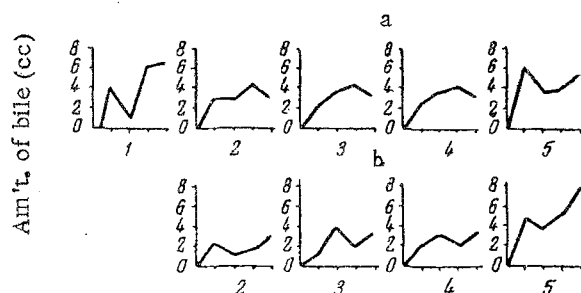 a
Am't. of bile (cc)
8 8 8 8 8
6 6 6 6 6
4 4 4 4 4
2 2 2 2 2
0 0 0 0 0
1 2 3 4 5
b
8 8 8 8
6 6 6 6
4 4 4 4
2 2 2 2
0 0 0 0
2 3 4 5